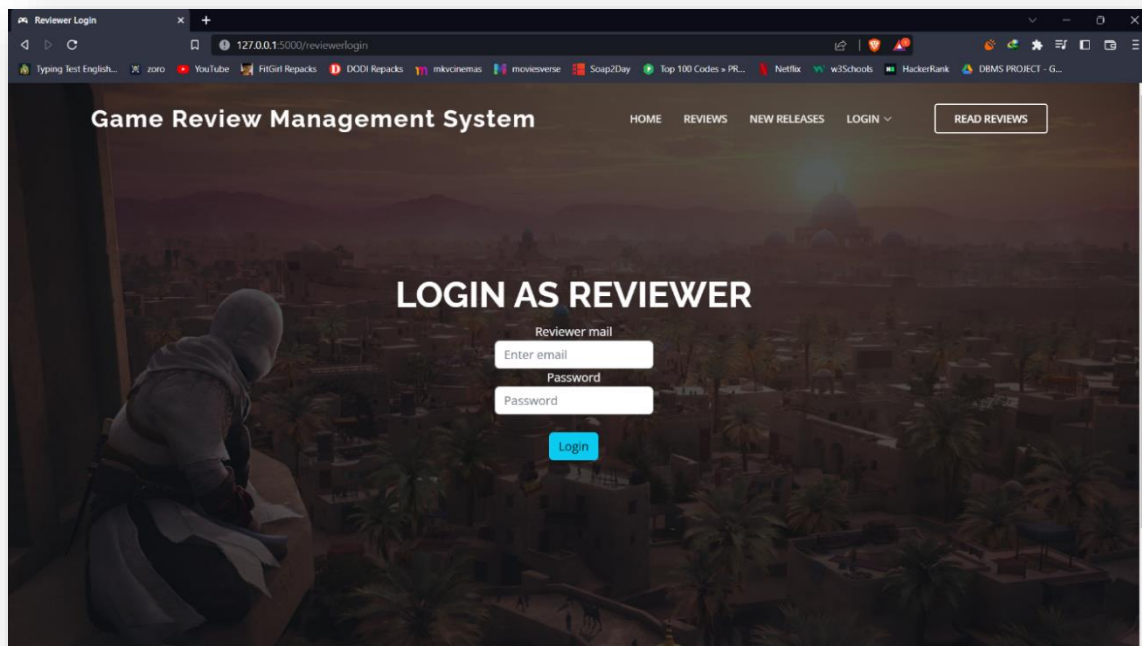 Reviewer Login
127.0.0.1:5000/reviewerlogin
Typing Test English... zoro YouTube FitGirl Repacks DODI Repacks mkvcinemas moviesverse Soap2Day Top 100 Codes » PR... Netflix w3Schools HackerRank DBMS PROJECT - G...
Game Review Management System HOME REVIEWS NEW RELEASES LOGIN READ REVIEWS
LOGIN AS REVIEWER
Reviewer mail
Enter email
Password
Password
Login